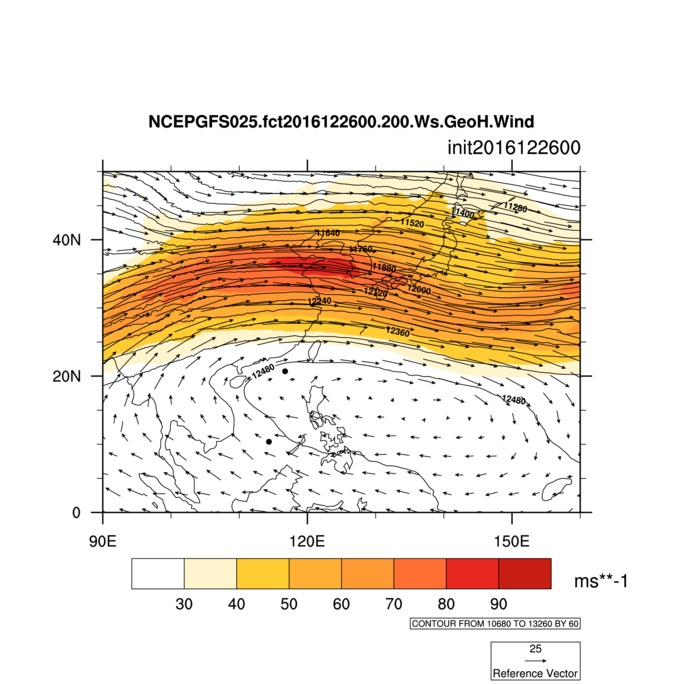 NCEPGFS025.fct2016122600.200.Ws.GeoH.Wind
init2016122600
11280
11400
11520
40N
11640
11760
11880
12000
12120
12240
12360
20N
12480
12480
0
90E 120E 150E
ms**-1
30 40 50 60 70 80 90
CONTOUR FROM 10680 TO 13260 BY 60
25
Reference Vector